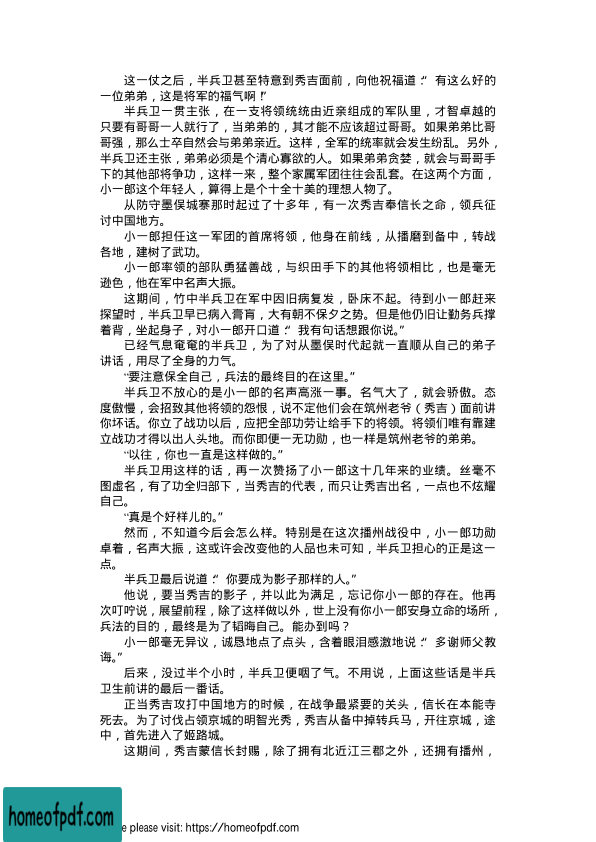 这一仗之后，半兵卫甚至特意到秀吉面前，向他祝福道：“有这么好的
一位弟弟，这是将军的福气啊！”
半兵卫一贯主张，在一支将领统统由近亲组成的军队里，才智卓越的
只要有哥哥一人就行了，当弟弟的，其才能不应该超过哥哥。如果弟弟比哥
哥强，那么士卒自然会与弟弟亲近。这样，全军的统率就会发生纷乱。另外，
半兵卫还主张，弟弟必须是个清心寡欲的人。如果弟弟贪婪，就会与哥哥手
下的其他部将争功，这样一来，整个家属军团往往会乱套。在这两个方面，
小一郎这个年轻人，算得上是个十全十美的理想人物了。
从防守墨俣城寨那时起过了十多年，有一次秀吉奉信长之命，领兵征
讨中国地方。
小一郎担任这一军团的首席将领，他身在前线，从播磨到备中，转战
各地，建树了武功。
小一郎率领的部队勇猛善战，与织田手下的其他将领相比，也是毫无
逊色，他在军中名声大振。
这期间，竹中半兵卫在军中因旧病复发，卧床不起。待到小一郎赶来
探望时，半兵卫早已病入膏肓，大有朝不保夕之势。但是他仍旧让勤务兵撑
着背，坐起身子，对小一郎开口道：“我有句话想跟你说。”
已经气息奄奄的半兵卫，为了对从墨俣时代起就一直顺从自己的弟子
讲话，用尽了全身的力气。
“要注意保全自己，兵法的最终目的在这里。”
半兵卫不放心的是小一郎的名声高涨一事。名气大了，就会骄傲。态
度傲慢，会招致其他将领的怨恨，说不定他们会在筑州老爷（秀吉）面前讲
你坏话。你立了战功以后，应把全部功劳让给手下的将领。将领们唯有靠建
立战功才得以出人头地。而你即便一无功勋，也一样是筑州老爷的弟弟。
“以往，你也一直是这样做的。”
半兵卫用这样的话，再一次赞扬了小一郎这十几年来的业绩。丝毫不
图虚名，有了功全归部下，当秀吉的代表，而只让秀吉出名，一点也不炫耀
自己。
“真是个好样儿的。”
然而，不知道今后会怎么样。特别是在这次播州战役中，小一郎功勋
卓着，名声大振，这或许会改变他的人品也未可知，半兵卫担心的正是这一
点。
半兵卫最后说道：“你要成为影子那样的人。”
他说，要当秀吉的影子，并以此为满足，忘记你小一郎的存在。他再
次叮咛说，展望前程，除了这样做以外，世上没有你小一郎安身立命的场所，
兵法的目的，最终是为了韬晦自己。能办到吗？
小一郎毫无异议，诚恳地点了点头，含着眼泪感激地说：“多谢师父教
诲。”
后来，没过半个小时，半兵卫便咽了气。不用说，上面这些话是半兵
卫生前讲的最后一番话。
正当秀吉攻打中国地方的时候，在战争最紧要的关头，信长在本能寺
死去。为了讨伐占领京城的明智光秀，秀吉从备中掉转兵马，开往京城，途
中，首先进入了姬路城。
这期间，秀吉蒙信长封赐，除了拥有北近江三郡之外，还拥有播州，
homeofpdf.com
e please visit: https://homeofpdf.com